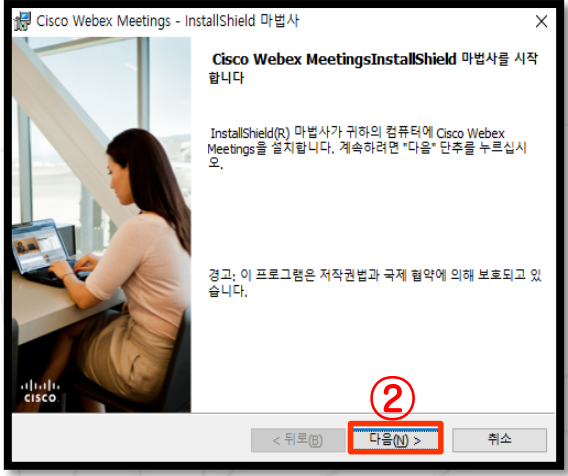 Cisco Webex Meetings - InstallShield 마법사
Cisco Webex MeetingsInstallShield 마법사를 시작
합니다
InstallShield(R) 마법사가 귀하의 컴퓨터에 Cisco Webex
Meetings을 설치합니다. 계속하려면 "다음" 단추를 누르십시
오.
경고: 이 프로그램은 저작권법과 국제 협약에 의해 보호되고 있
습니다.
CISCO
②
< 뒤로(B)
다음(N) >
취소